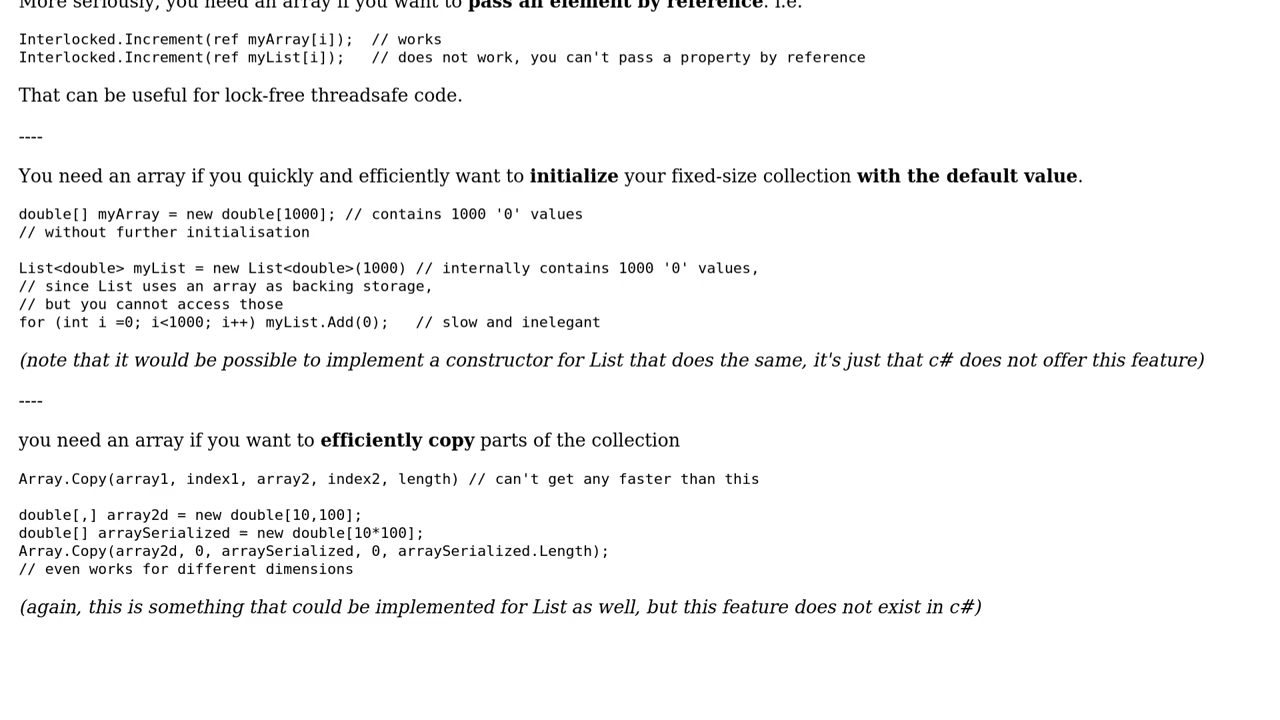 More seriously, you need an array if you want to pass an element by reference. i.e.
Interlocked.Increment(ref myArray[i]);  // works
Interlocked.Increment(ref myList[i]);   // does not work, you can't pass a property by reference
That can be useful for lock-free threadsafe code.
----
You need an array if you quickly and efficiently want to initialize your fixed-size collection with the default value.
double[] myArray = new double[1000]; // contains 1000 '0' values
// without further initialisation
List<double> myList = new List<double>(1000) // internally contains 1000 '0' values,
// since List uses an array as backing storage,
// but you cannot access those
for (int i =0; i<1000; i++) myList.Add(0);   // slow and inelegant
(note that it would be possible to implement a constructor for List that does the same, it's just that c# does not offer this feature)
----
you need an array if you want to efficiently copy parts of the collection
Array.Copy(array1, index1, array2, index2, length) // can't get any faster than this
double[,] array2d = new double[10,100];
double[] arraySerialized = new double[10*100];
Array.Copy(array2d, 0, arraySerialized, 0, arraySerialized.Length);
// even works for different dimensions
(again, this is something that could be implemented for List as well, but this feature does not exist in c#)